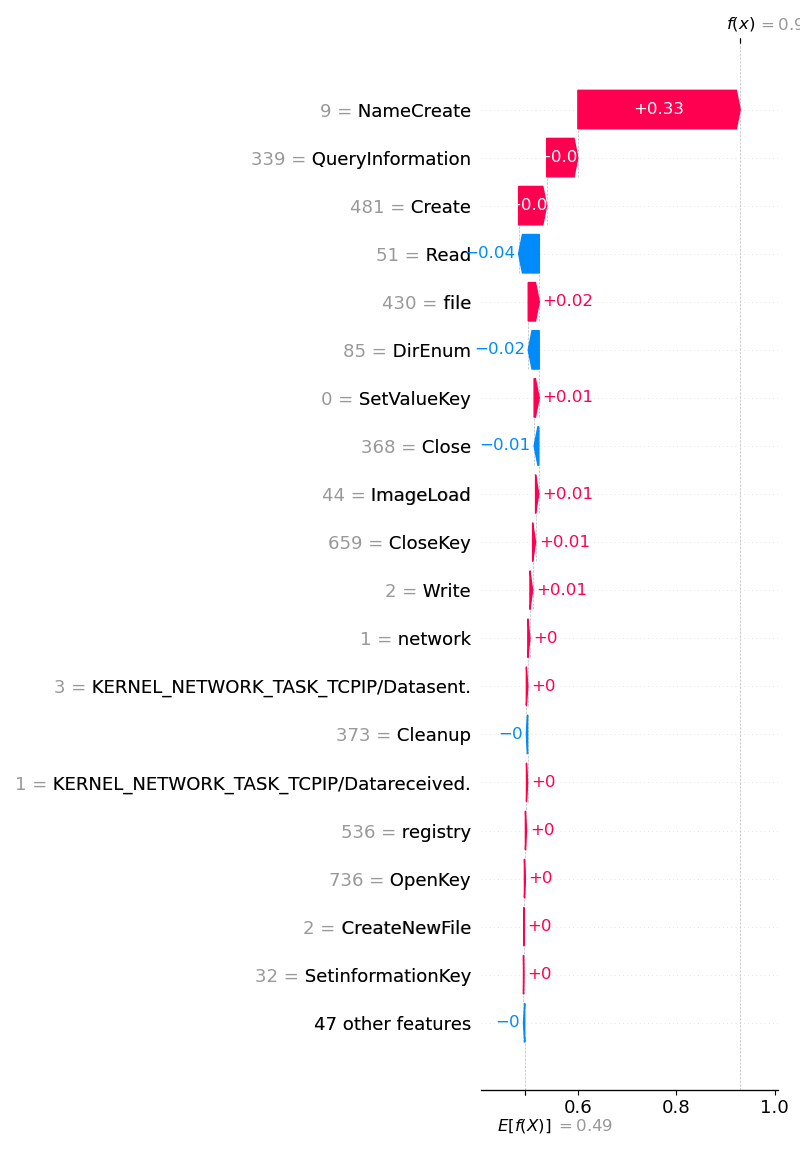 f(x) = 0.9
9 = NameCreate +0.33
339 = QueryInformation +0.0
481 = Create +0.0
51 = Read −0.04
430 = file +0.02
85 = DirEnum −0.02
0 = SetValueKey +0.01
368 = Close −0.01
44 = ImageLoad +0.01
659 = CloseKey +0.01
2 = Write +0.01
1 = network +0
3 = KERNEL_NETWORK_TASK_TCPIP/Datasent. +0
373 = Cleanup −0
1 = KERNEL_NETWORK_TASK_TCPIP/Datareceived. +0
536 = registry +0
736 = OpenKey +0
2 = CreateNewFile +0
32 = SetinformationKey +0
47 other features −0
0.6 0.8 1.0
E[f(X)] = 0.49